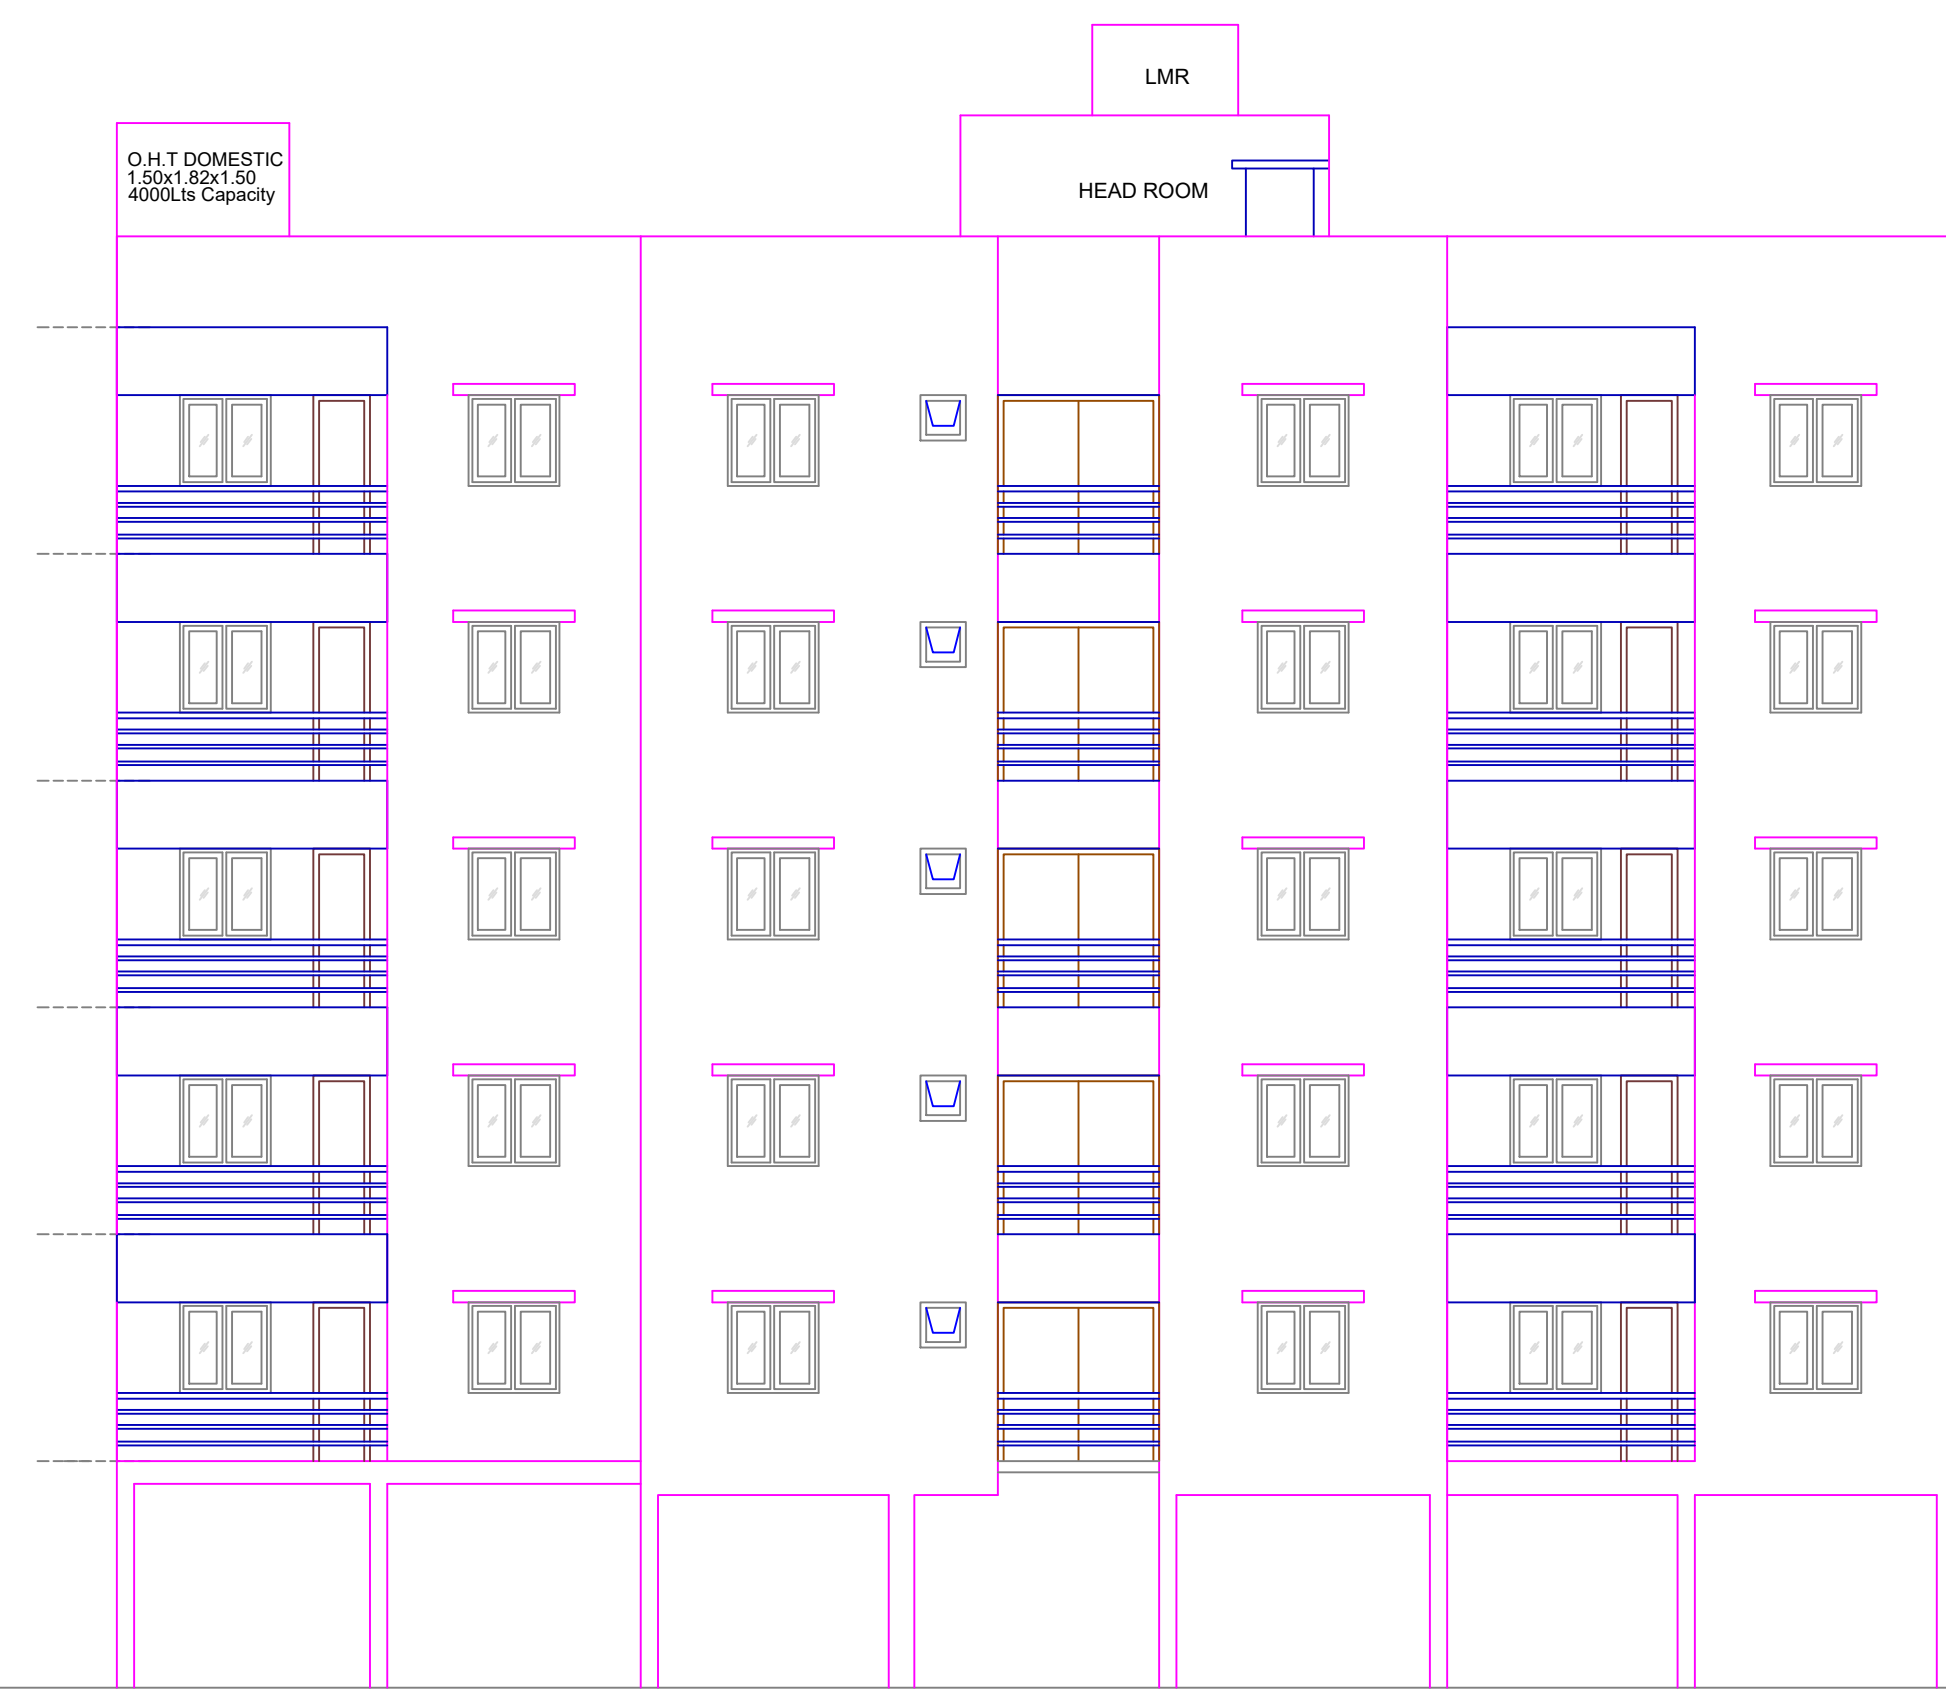 LMR
O.H.T DOMESTIC
1.50x1.82x1.50
4000Lts Capacity
HEAD ROOM